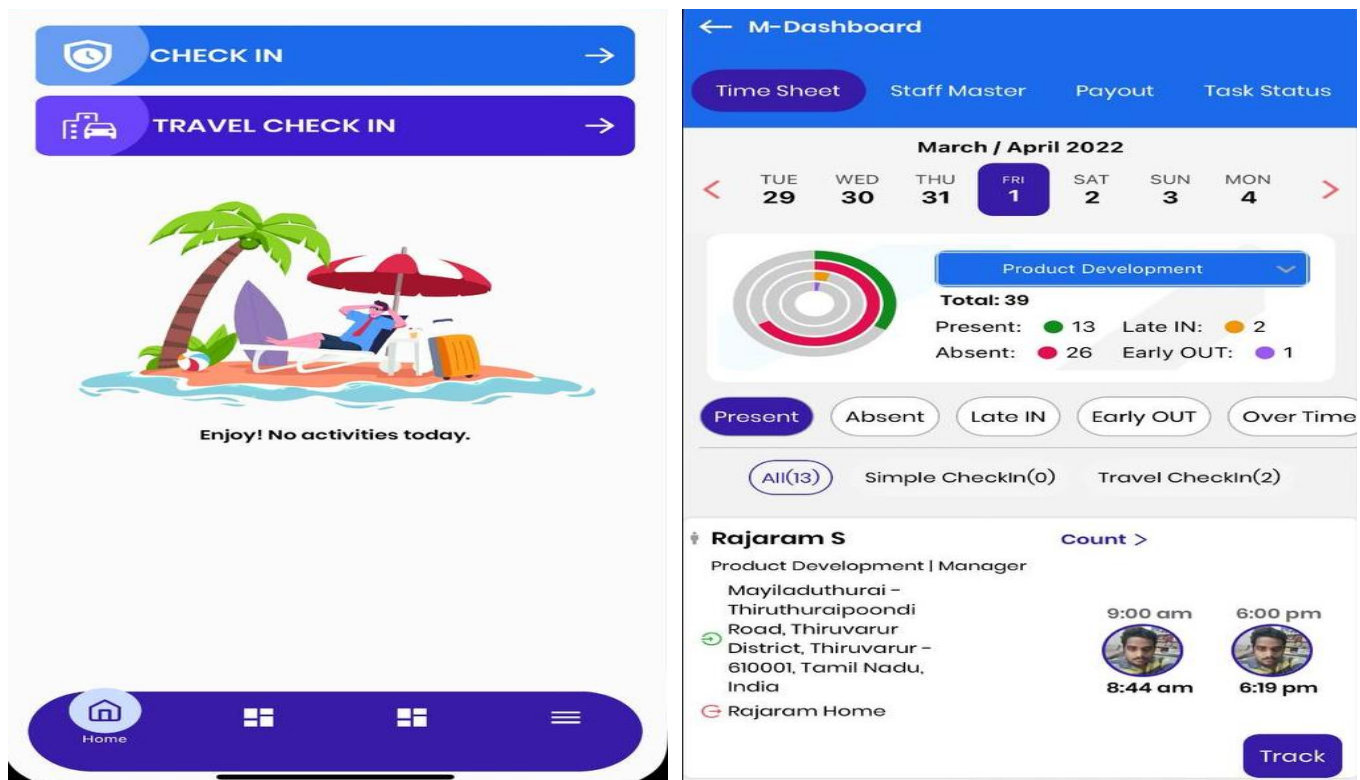 CHECK IN
TRAVEL CHECK IN
Enjoy! No activities today.
Home
M-Dashboard
Time Sheet Staff Master Payout Task Status
March / April 2022
TUE WED THU FRI SAT SUN MON
29 30 31 1 2 3 4
Product Development
Total: 39
Present: 13 Late IN: 2
Absent: 26 Early OUT: 1
Present Absent Late IN Early OUT Over Time
All(13) Simple CheckIn(0) Travel CheckIn(2)
Rajaram S Count >
Product Development | Manager
Mayiladuthurai -
Thiruthuraipoondi
Road, Thiruvarur
District, Thiruvarur -
610001, Tamil Nadu,
India
9:00 am 6:00 pm
8:44 am 6:19 pm
Rajaram Home
Track